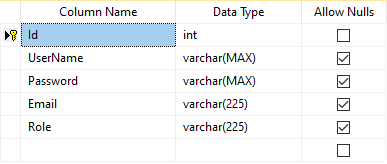 Column Name Data Type Allow Nulls
Id int
UserName varchar(MAX)
Password varchar(MAX)
Email varchar(225)
Role varchar(225)